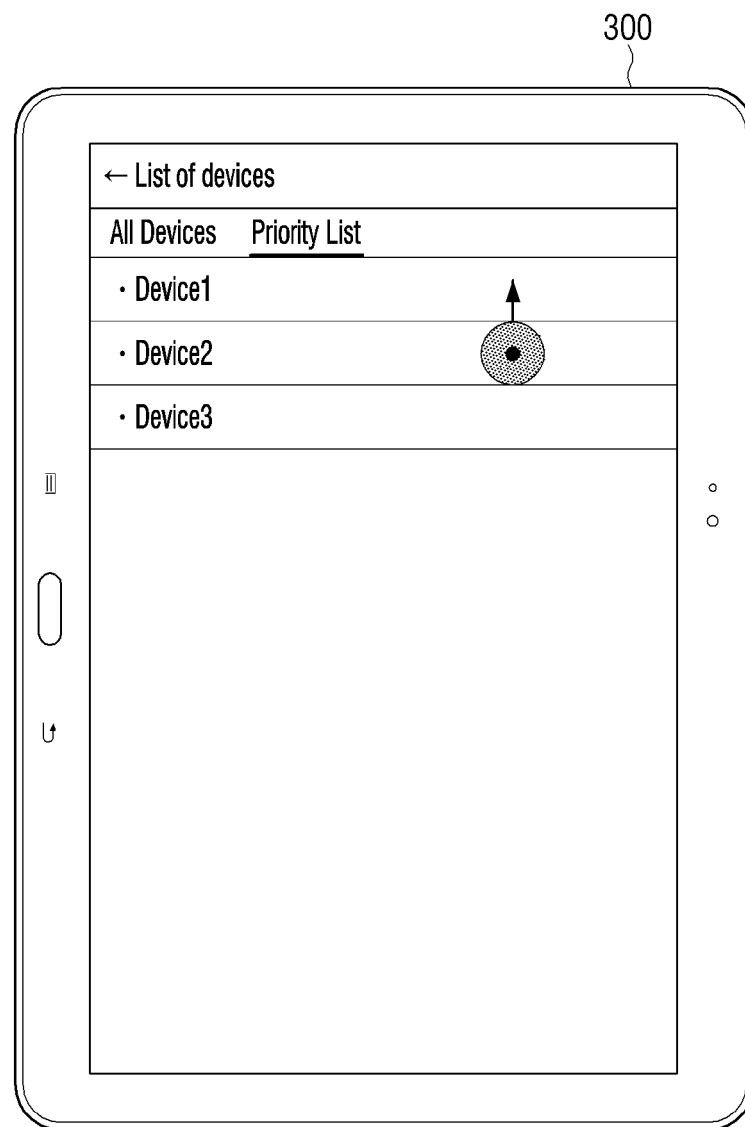 300
← List of devices
All Devices Priority List
· Device1
· Device2
· Device3